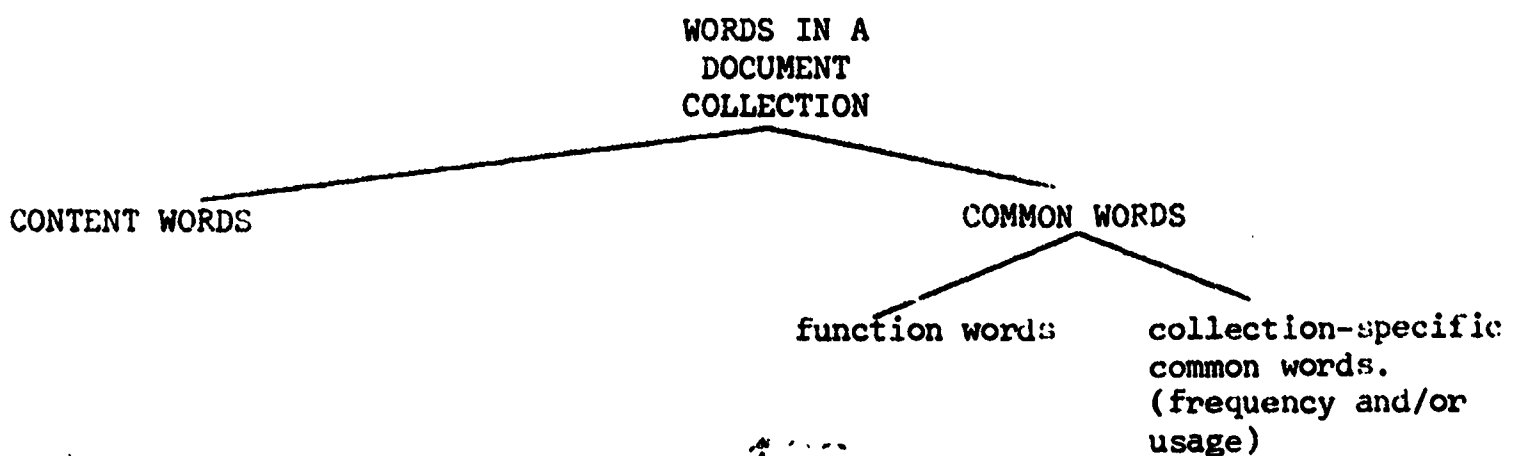 WORDS IN A
DOCUMENT
COLLECTION
CONTENT WORDS
COMMON WORDS
function words
collection-specific
common words.
(frequency and/or
usage)